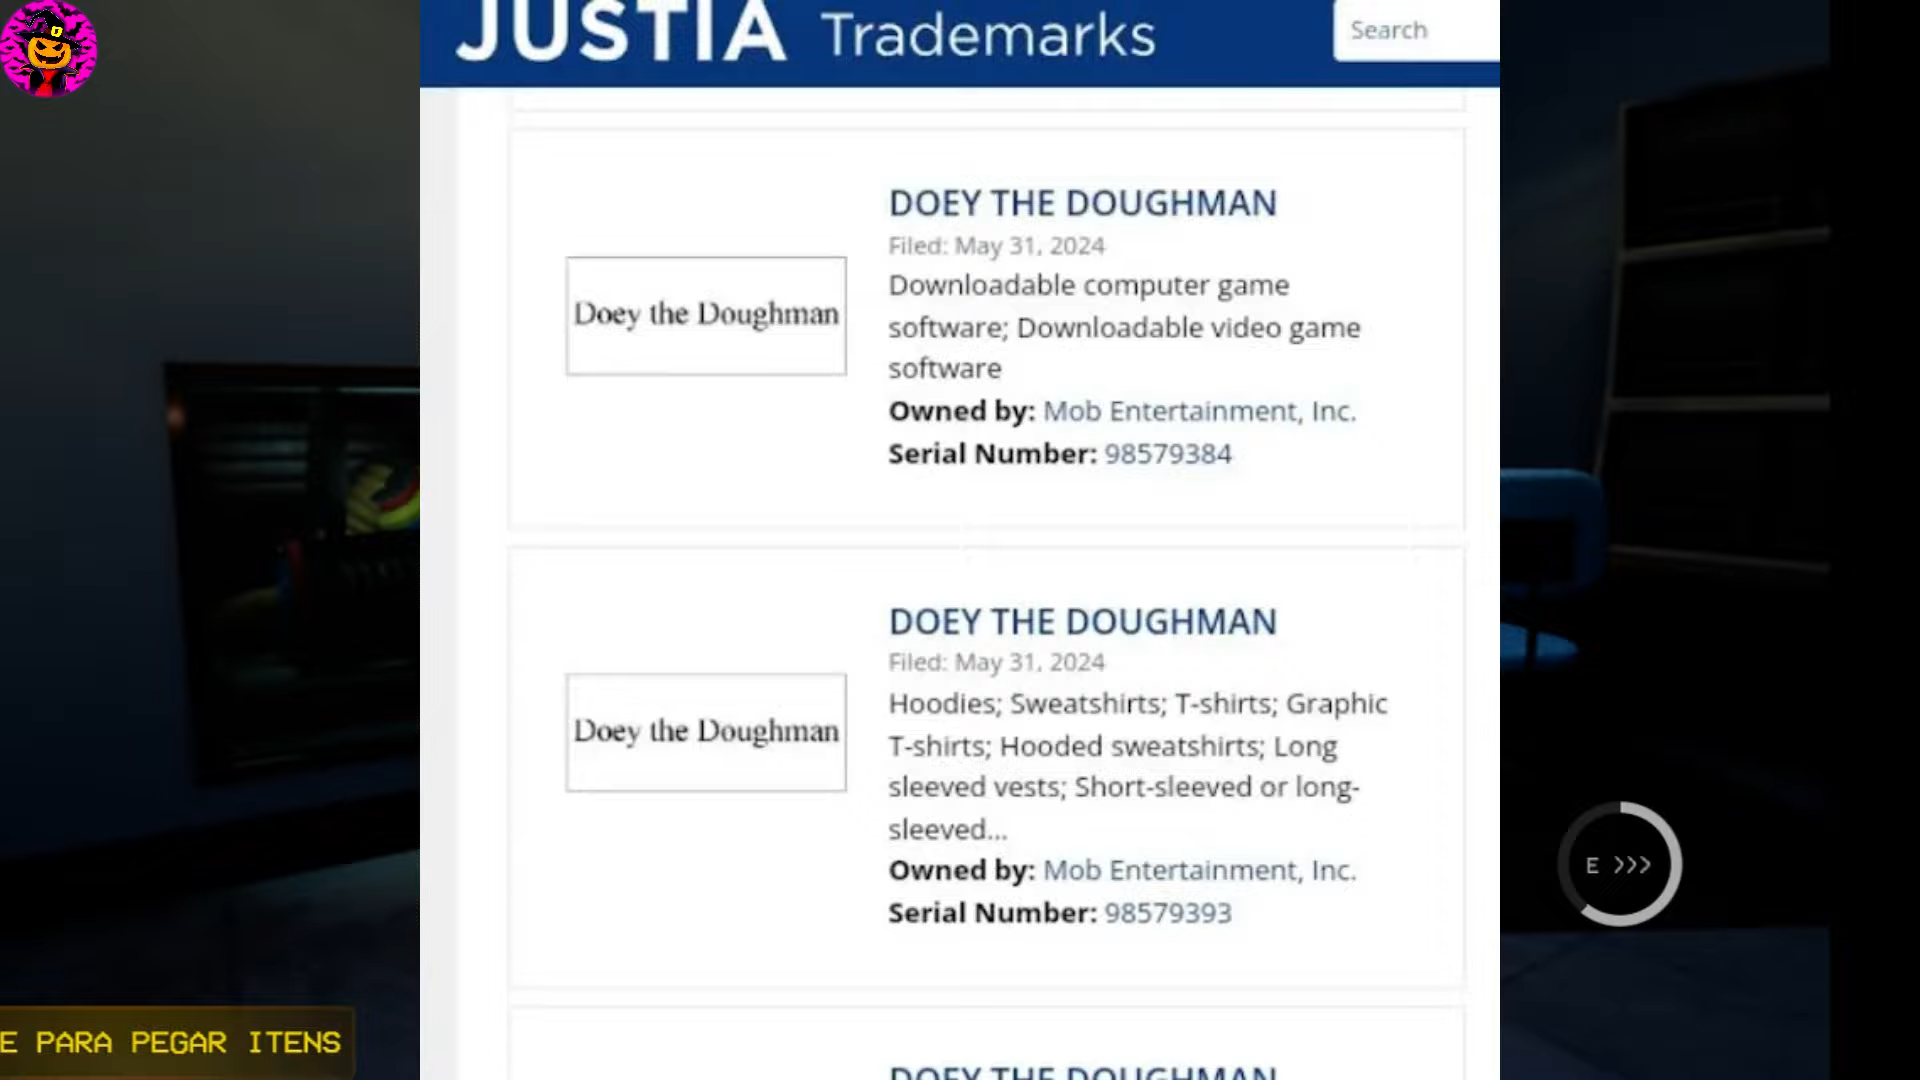 JUSTIA Trademarks
Search
DOEY THE DOUGHMAN
Filed: May 31, 2024
Downloadable computer game
software; Downloadable video game
software
Owned by: Mob Entertainment, Inc.
Serial Number: 98579384
Doey the Doughman
DOEY THE DOUGHMAN
Filed: May 31, 2024
Hoodies; Sweatshirts; T-shirts; Graphic
T-shirts; Hooded sweatshirts; Long
sleeved vests; Short-sleeved or long-
sleeved...
Owned by: Mob Entertainment, Inc.
Serial Number: 98579393
Doey the Doughman
DOEY THE DOUGHMAN
E >>>
E PARA PEGAR ITENS